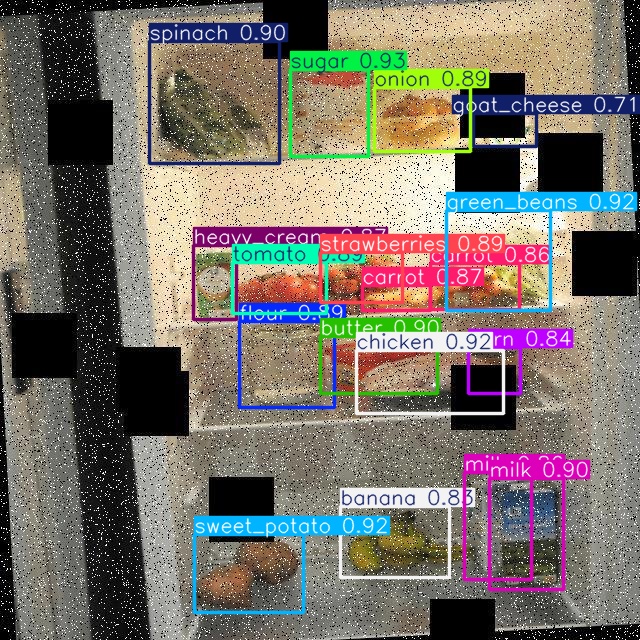 spinach 0.90
sugar 0.93
onion 0.89
goat_cheese 0.71
green_beans 0.92
heavy_cream 0.87
strawberries 0.89
tomato 0.89
carrot 0.86
carrot 0.87
flour 0.89
butter 0.90
chicken 0.92
rn 0.84
milk 0.90
banana 0.83
sweet_potato 0.92